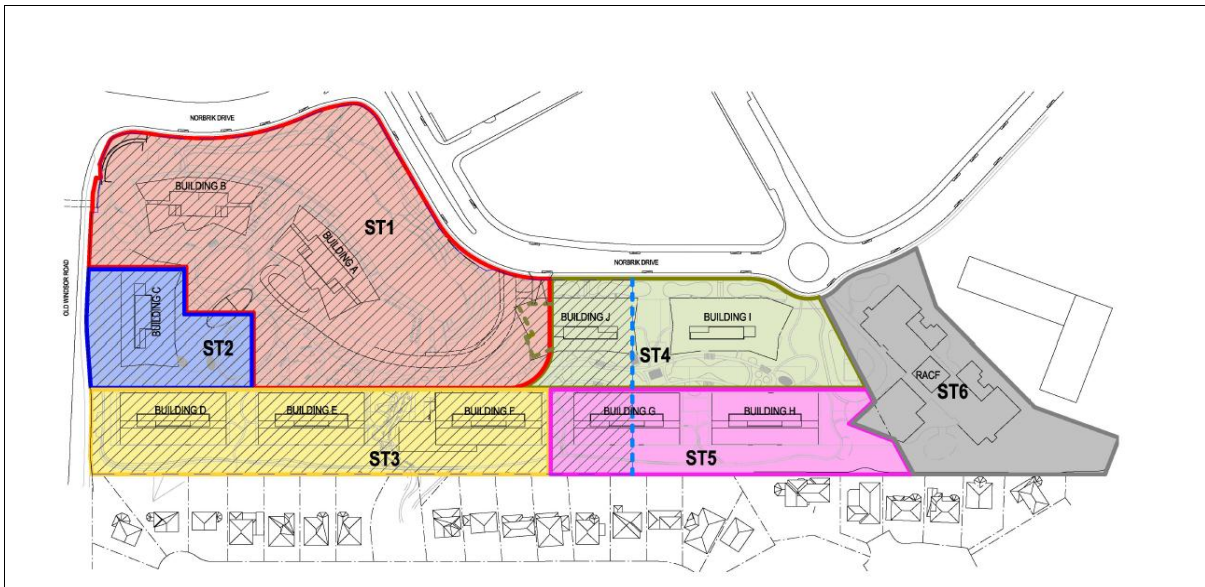 NORBRIK DRIVE
BUILDING B
ST1
BUILDING A
NORBRIK DRIVE
OLD WINDSOR ROAD
BUILDING C
ST2
BUILDING J
BUILDING I
ST4
RACF
ST6
BUILDING D
BUILDING E
BUILDING F
BUILDING G
BUILDING H
ST3
ST5